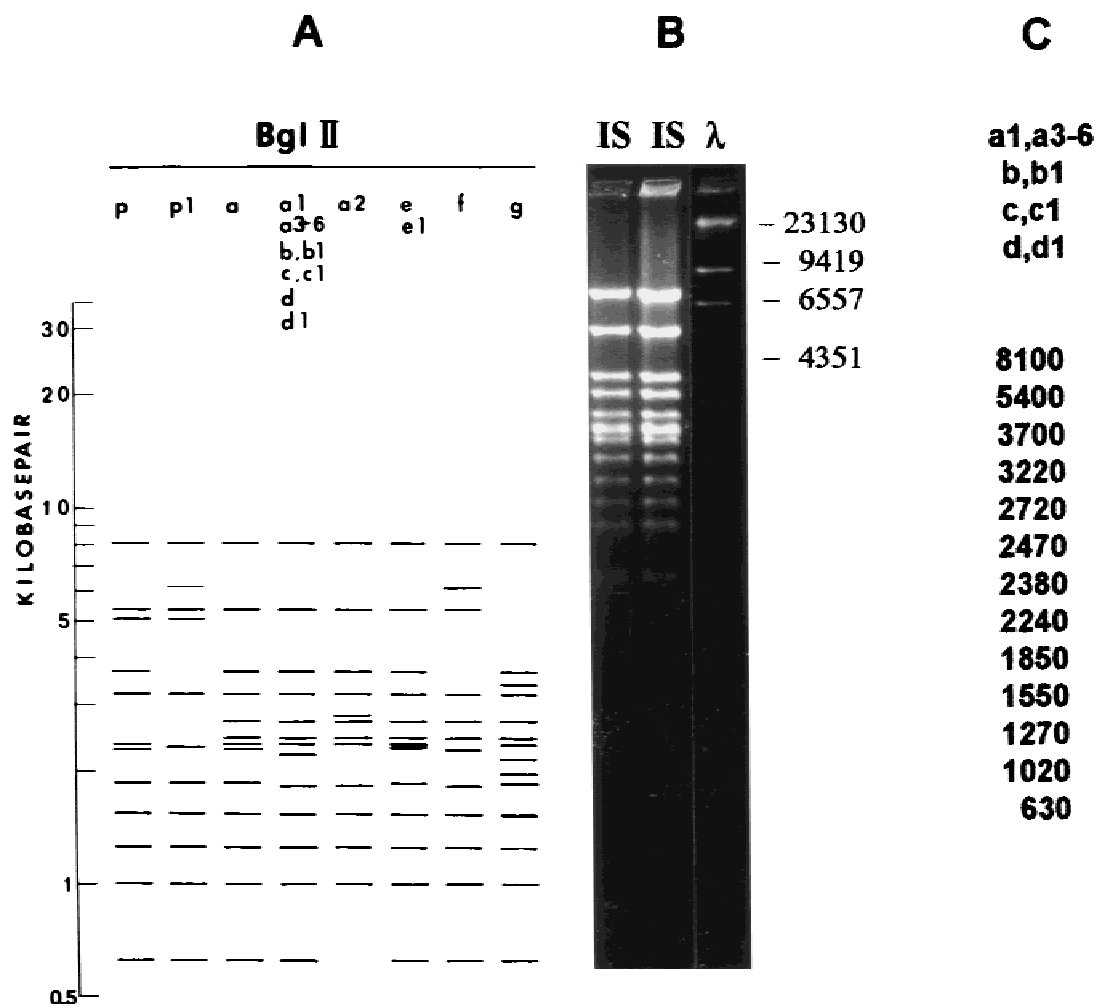 A
B
C
Bgl II
p p1 a a1 a2 e f g
a3-6 e1
b,b1
c,c1
d
d1
KILOBASEPAIR
30
20
10
5
1
0.5
IS IS λ
- 23130
- 9419
- 6557
- 4351
a1,a3-6
b,b1
c,c1
d,d1
8100
5400
3700
3220
2720
2470
2380
2240
1850
1550
1270
1020
630